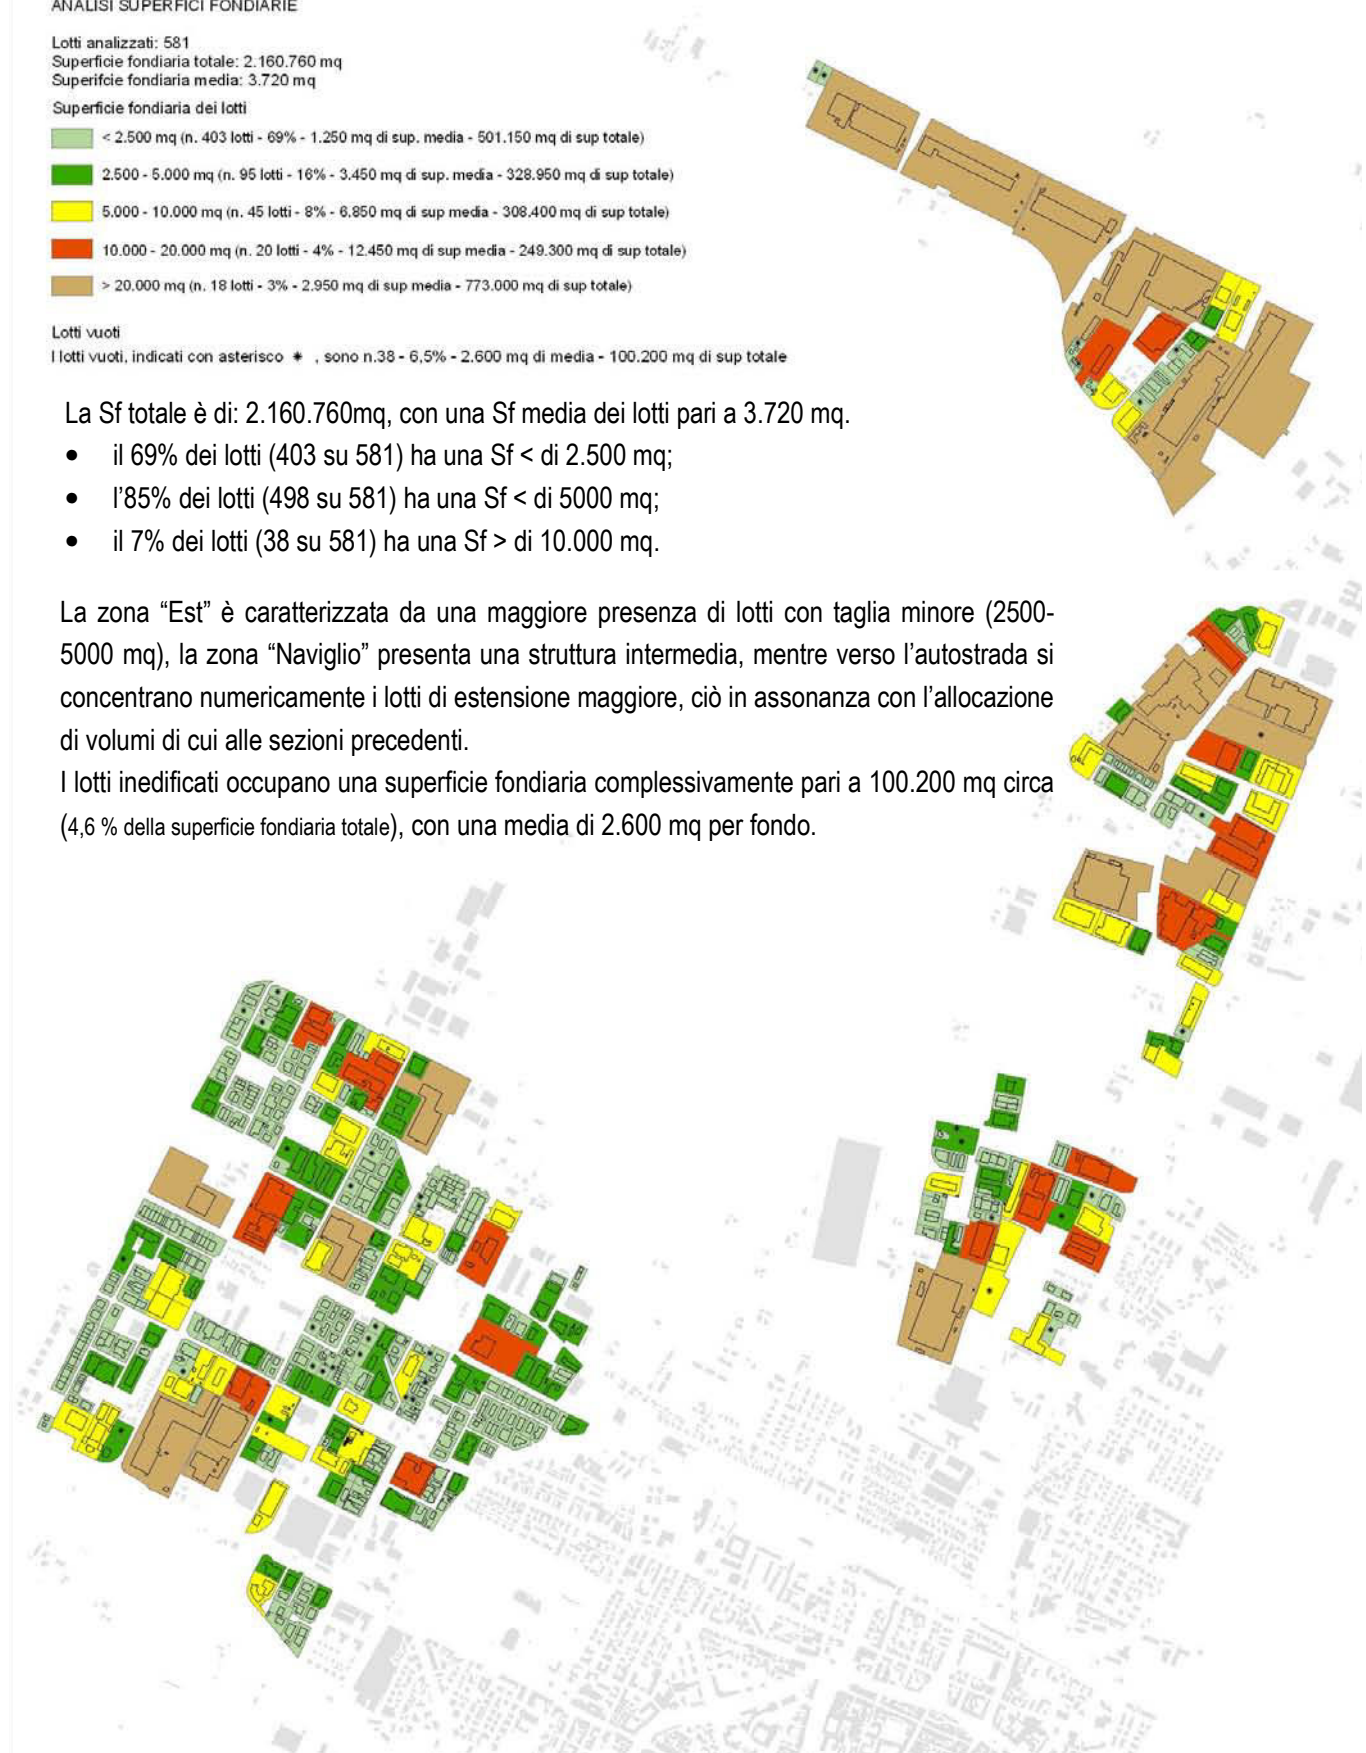 ANALISI SUPERFICI FONDIARIE
Lotti analizzati: 581
Superficie fondiaria totale: 2.160.760 mq
Superifcie fondiaria media: 3.720 mq
Superficie fondiaria dei lotti
< 2.500 mq (n. 403 lotti - 69% - 1.250 mq di sup. media - 501.150 mq di sup totale)
2.500 - 5.000 mq (n. 95 lotti - 16% - 3.450 mq di sup. media - 328.950 mq di sup totale)
5.000 - 10.000 mq (n. 45 lotti - 8% - 6.850 mq di sup media - 308.400 mq di sup totale)
10.000 - 20.000 mq (n. 20 lotti - 4% - 12.450 mq di sup media - 249.300 mq di sup totale)
> 20.000 mq (n. 18 lotti - 3% - 2.950 mq di sup media - 773.000 mq di sup totale)
Lotti vuoti
I lotti vuoti, indicati con asterisco * , sono n.38 - 6,5% - 2.600 mq di media - 100.200 mq di sup totale
La Sf totale è di: 2.160.760mq, con una Sf media dei lotti pari a 3.720 mq.
• il 69% dei lotti (403 su 581) ha una Sf < di 2.500 mq;
• l'85% dei lotti (498 su 581) ha una Sf < di 5000 mq;
• il 7% dei lotti (38 su 581) ha una Sf > di 10.000 mq.
La zona “Est” è caratterizzata da una maggiore presenza di lotti con taglia minore (2500-
5000 mq), la zona “Naviglio” presenta una struttura intermedia, mentre verso l’autostrada si
concentrano numericamente i lotti di estensione maggiore, ciò in assonanza con l’allocazione
di volumi di cui alle sezioni precedenti.
I lotti inedificati occupano una superficie fondiaria complessivamente pari a 100.200 mq circa
(4,6 % della superficie fondiaria totale), con una media di 2.600 mq per fondo.